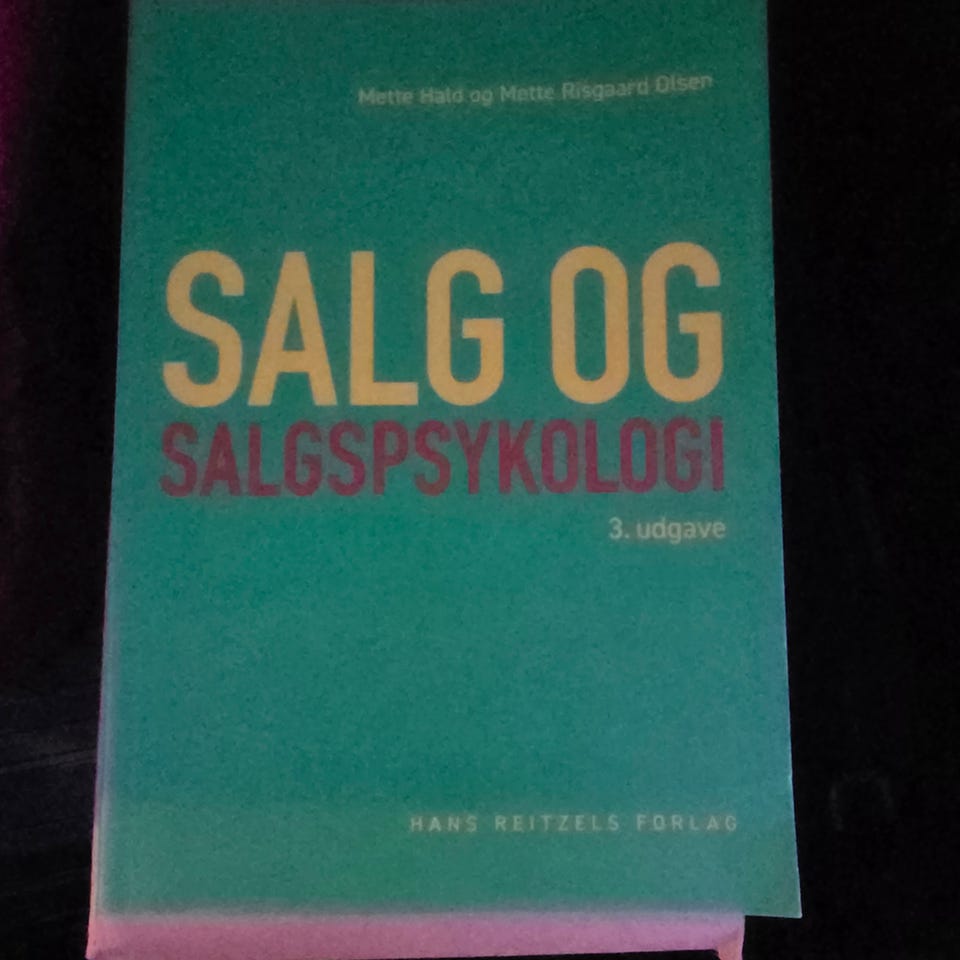 Mette Hald og Mette Risgaard Olsen
SALG OG
SALGSPSYKOLOGI
3. udgave
HANS REITZELS FORLAG